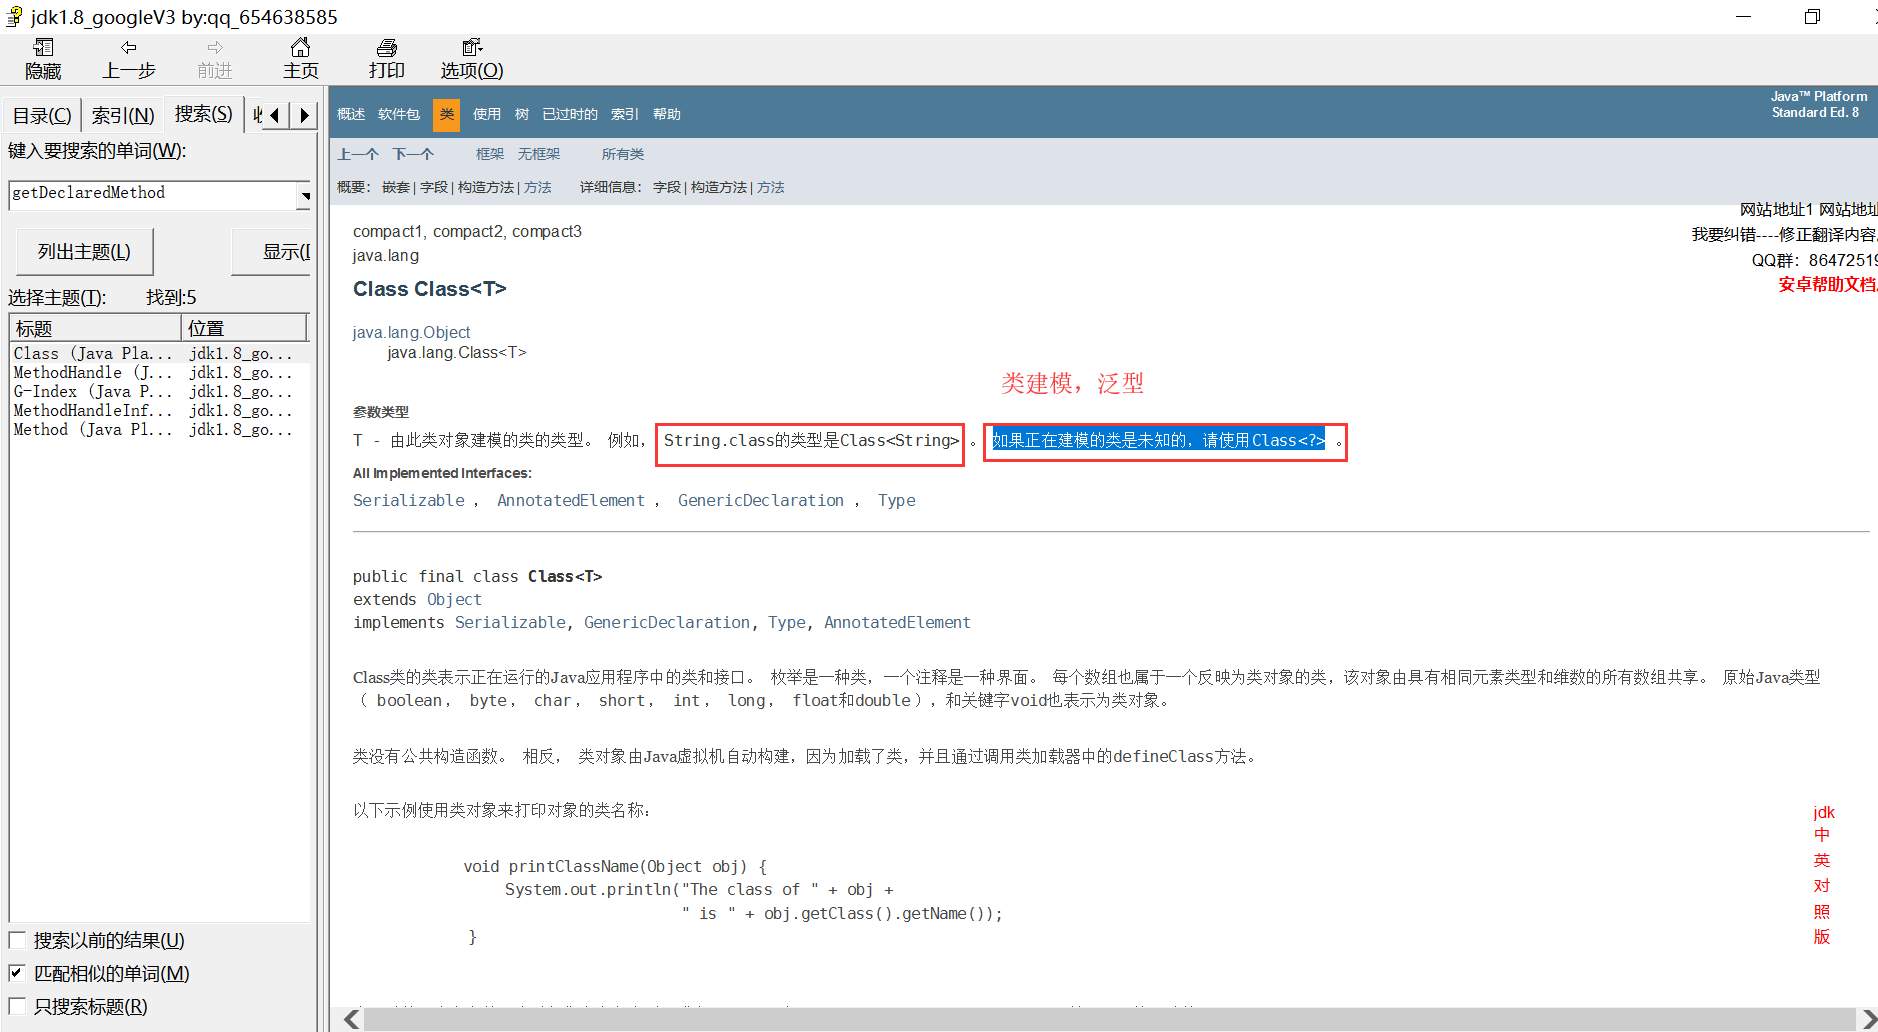 jdk1.8_googleV3 by:qq_654638585
隐藏 上一步 前进 主页 打印 选项(O)
目录(C) 索引(N) 搜索(S)
键入要搜索的单词(W):
getDeclaredMethod
列出主题(L) 显示(
选择主题(T): 找到:5
标题 位置
Class (Java Pla... jdk1.8_go...
MethodHandle (J... jdk1.8_go...
G-Index (Java P... jdk1.8_go...
MethodHandleInf... jdk1.8_go...
Method (Java Pl... jdk1.8_go...
搜索以前的结果(U)
匹配相似的单词(M)
只搜索标题(R)
概述 软件包 类 使用 树 已过时的 索引 帮助
Java™ Platform
Standard Ed. 8
上一个 下一个 框架 无框架 所有类
概要： 嵌套 | 字段 | 构造方法 | 方法 详细信息： 字段 | 构造方法 | 方法
网站地址1 网站地址
我要纠错----修正翻译内容
QQ群：86472519
安卓帮助文档
compact1, compact2, compact3
java.lang
Class Class<T>
java.lang.Object
java.lang.Class<T>
类建模，泛型
参数类型
T - 由此类对象建模的类的类型。 例如， String.class的类型是Class<String> 。 如果正在建模的类是未知的，请使用Class<?> 。
All Implemented Interfaces:
Serializable ， AnnotatedElement ， GenericDeclaration ， Type
public final class Class<T>
extends Object
implements Serializable, GenericDeclaration, Type, AnnotatedElement
Class类的类表示正在运行的Java应用程序中的类和接口。 枚举是一种类，一个注释是一种界面。 每个数组也属于一个反映为类对象的类，该对象由具有相同元素类型和维数的所有数组共享。 原始Java类型
（ boolean ， byte ， char ， short ， int ， long ， float和double ），和关键字void也表示为类对象。
类没有公共构造函数。 相反， 类对象由Java虚拟机自动构建，因为加载了类，并且通过调用类加载器中的defineClass方法。
以下示例使用类对象来打印对象的类名称：
void printClassName(Object obj) {
System.out.println("The class of " + obj +
" is " + obj.getClass().getName());
}
jdk
中
英
对
照
版